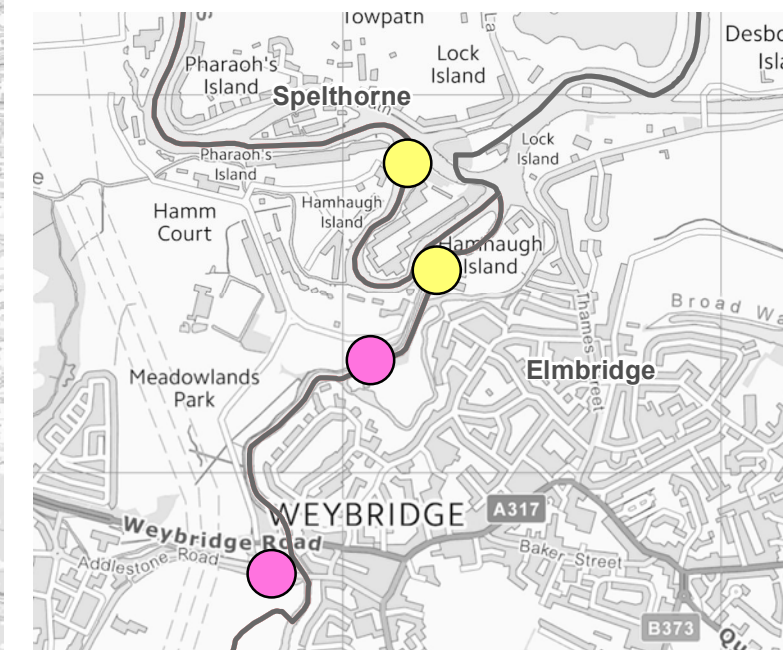 Towpath
Desbo
Pharaoh's
Island
Lock
Island
Isla
Spelthorne
Lock
Island
Pharaoh's
Island
e
Hamhaugh
Island
Hamm
Court
Hamhaugh
Island
Broad Wa
Thames Street
Elmbridge
Meadowlands
Park
WEYBRIDGE
A317
Weybridge Road
Addlestone Road
Baker Street
B373
Qu